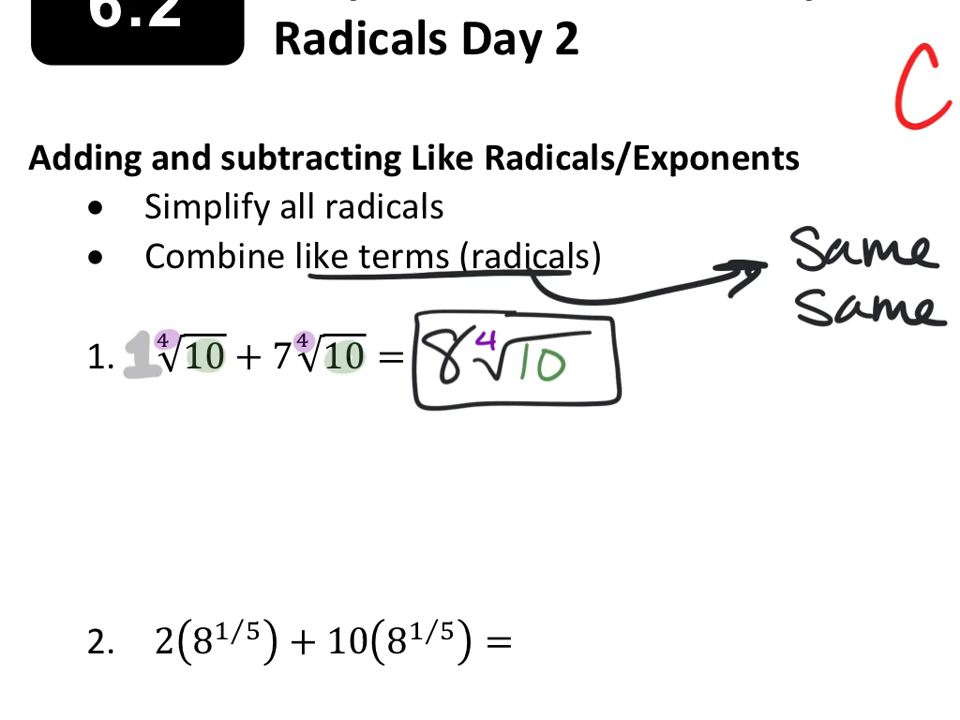 6.2
Radicals Day 2
C
Adding and subtracting Like Radicals/Exponents
• Simplify all radicals
• Combine like terms (radicals)
Same
Same
1. 1∜10 + 7∜10 = 8∜10
2. 2(8^{1/5}) + 10(8^{1/5}) =